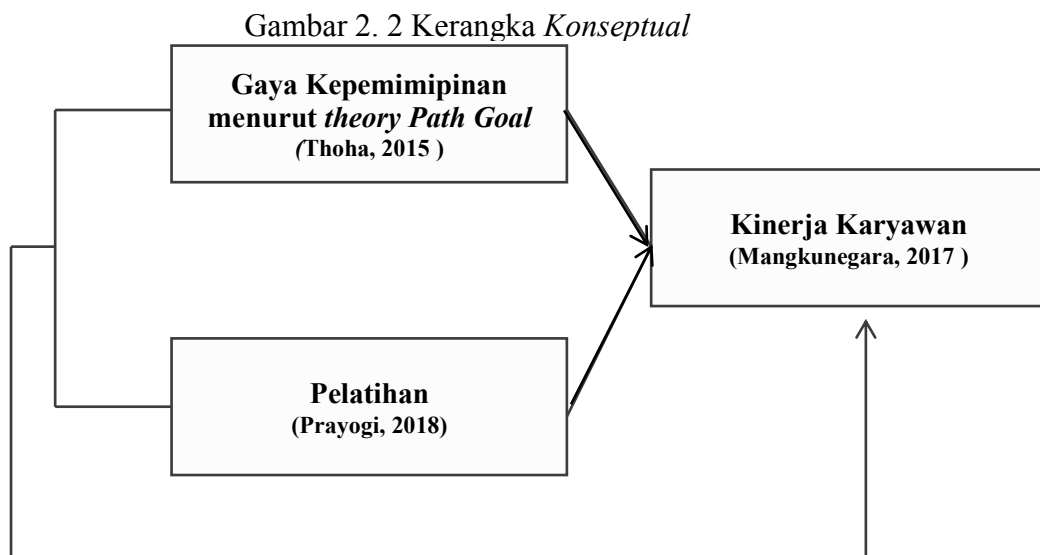 Gambar 2. 2 Kerangka Konseptual
Gaya Kepemimipinan
menurut theory Path Goal
(Thoha, 2015 )
Kinerja Karyawan
(Mangkunegara, 2017 )
Pelatihan
(Prayogi, 2018)